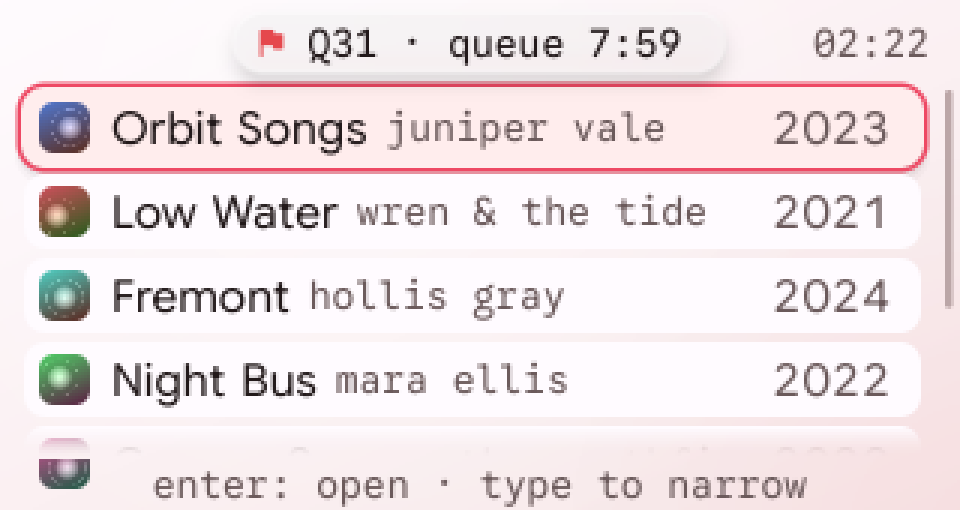 Q31 · queue 7:59 02:22
Orbit Songs juniper vale 2023
Low Water wren & the tide 2021
Fremont hollis gray 2024
Night Bus mara ellis 2022
enter: open · type to narrow